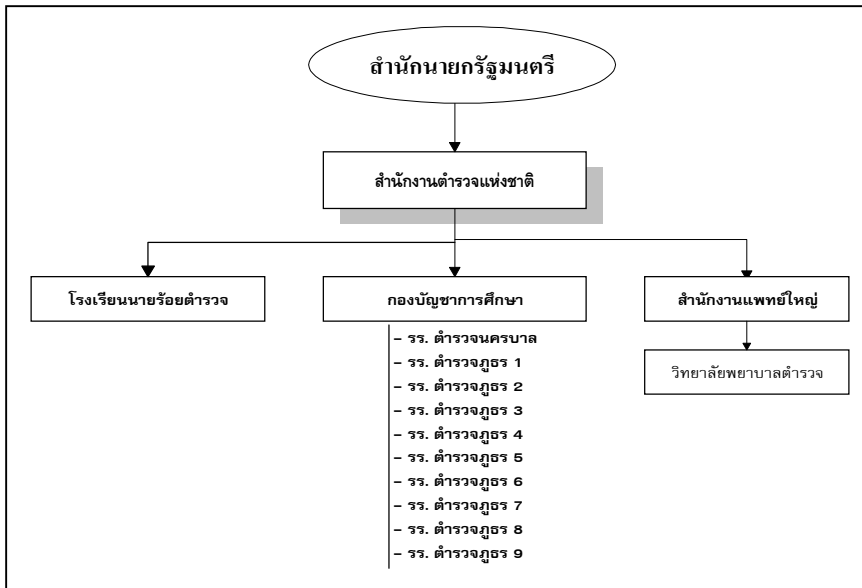 สำนักนายกรัฐมนตรี
สำนักงานตำรวจแห่งชาติ
โรงเรียนนายร้อยตำรวจ
กองบัญชาการศึกษา
– รร. ตำรวจนครบาล
– รร. ตำรวจภูธร 1
– รร. ตำรวจภูธร 2
– รร. ตำรวจภูธร 3
– รร. ตำรวจภูธร 4
– รร. ตำรวจภูธร 5
– รร. ตำรวจภูธร 6
– รร. ตำรวจภูธร 7
– รร. ตำรวจภูธร 8
– รร. ตำรวจภูธร 9
สำนักงานแพทย์ใหญ่
วิทยาลัยพยาบาลตำรวจ